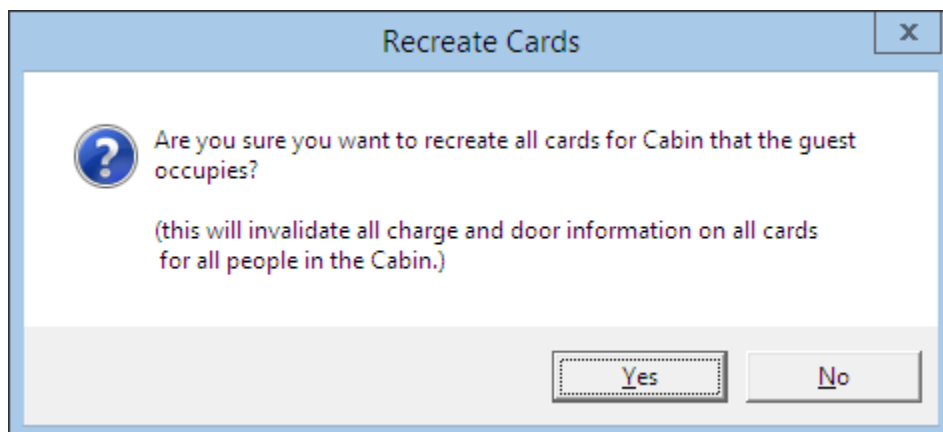 Recreate Cards
x
?
Are you sure you want to recreate all cards for Cabin that the guest
occupies?
(this will invalidate all charge and door information on all cards
for all people in the Cabin.)
Yes
No